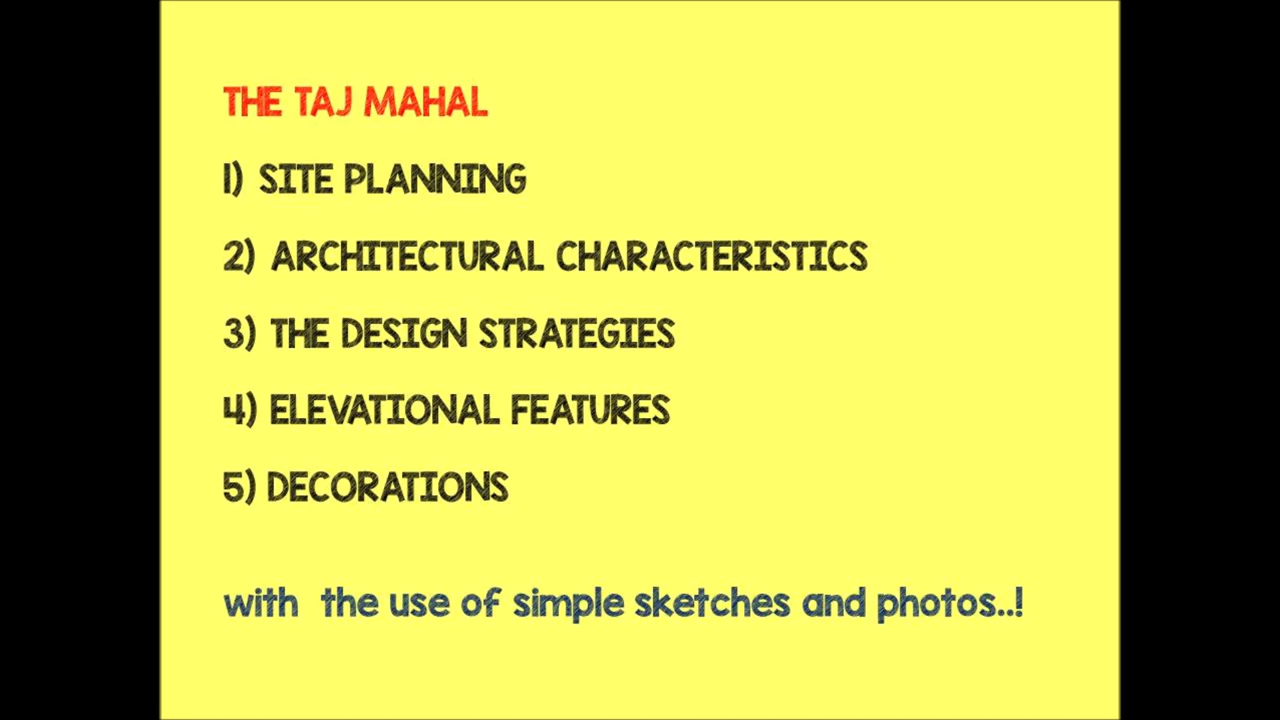 THE TAJ MAHAL
1) SITE PLANNING
2) ARCHITECTURAL CHARACTERISTICS
3) THE DESIGN STRATEGIES
4) ELEVATIONAL FEATURES
5) DECORATIONS
with the use of simple sketches and photos..!